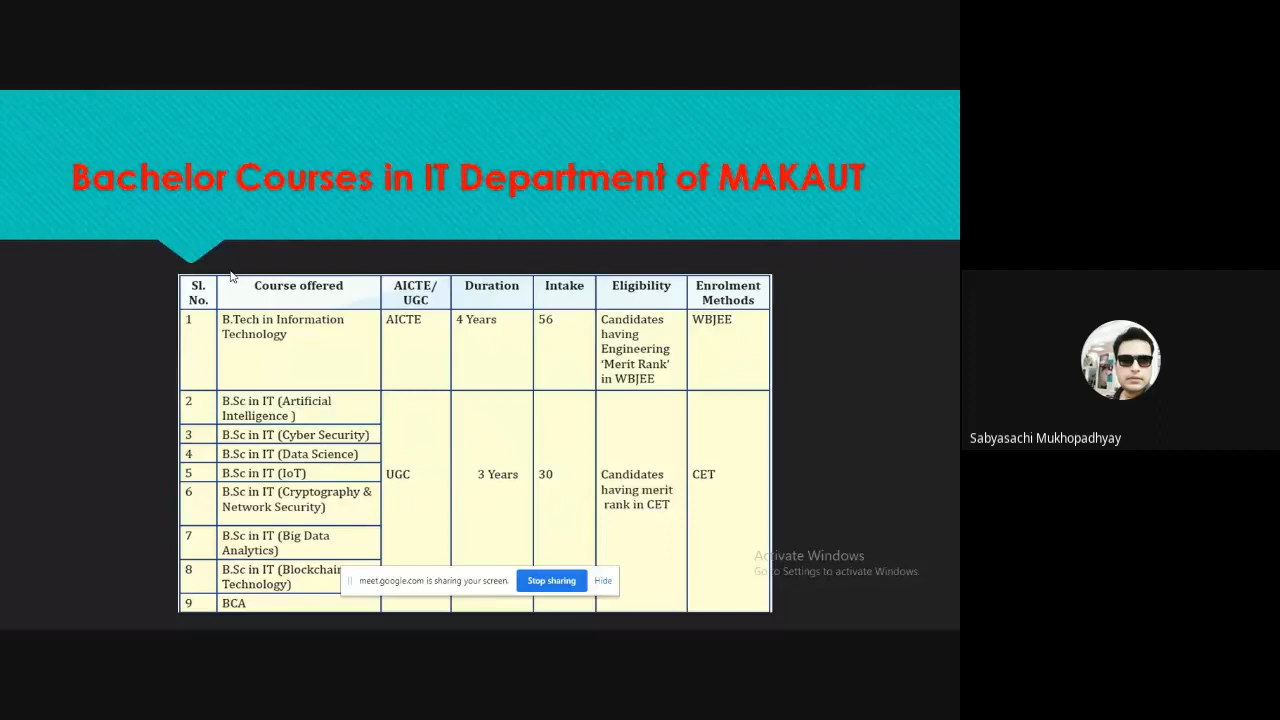 Bachelor Courses in IT Department of MAKAUT
Sl. No. Course offered AICTE/ UGC Duration Intake Eligibility Enrolment Methods
1 B.Tech in Information Technology AICTE 4 Years 56 Candidates having Engineering ‘Merit Rank’ in WBJEE WBJEE
2 B.Sc in IT (Artificial Intelligence )
3 B.Sc in IT (Cyber Security)
4 B.Sc in IT (Data Science)
5 B.Sc in IT (IoT) UGC 3 Years 30 Candidates having merit rank in CET CET
6 B.Sc in IT (Cryptography & Network Security)
7 B.Sc in IT (Big Data Analytics)
8 B.Sc in IT (Blockchain Technology)
9 BCA
meet.google.com is sharing your screen. Stop sharing Hide
Activate Windows
Go to Settings to activate Windows.
Sabyasachi Mukhopadhyay